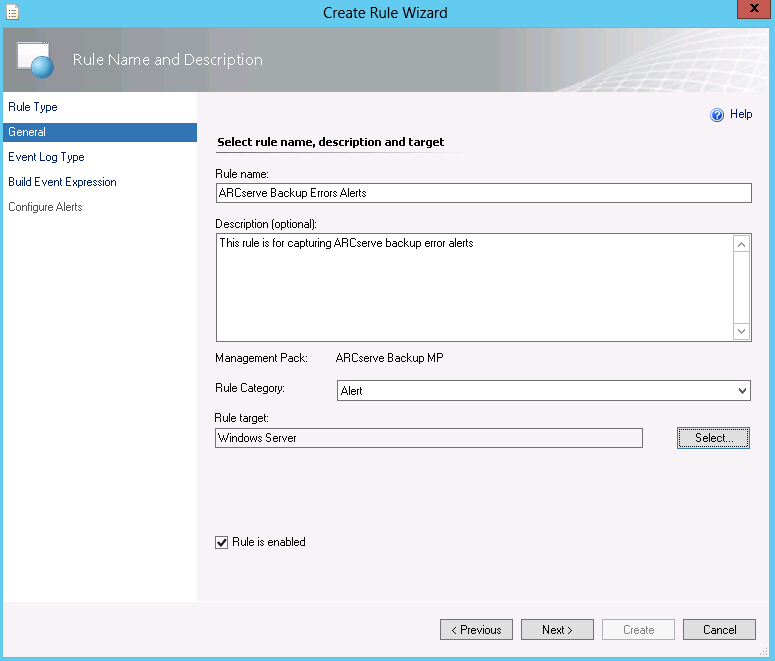 Create Rule Wizard
X
Rule Name and Description
Rule Type
General
Event Log Type
Build Event Expression
Configure Alerts
? Help
Select rule name, description and target
Rule name:
ARCserve Backup Errors Alerts
Description (optional):
This rule is for capturing ARCserve backup error alerts
Management Pack: ARCserve Backup MP
Rule Category: Alert
Rule target:
Windows Server
Select...
Rule is enabled
< Previous Next > Create Cancel